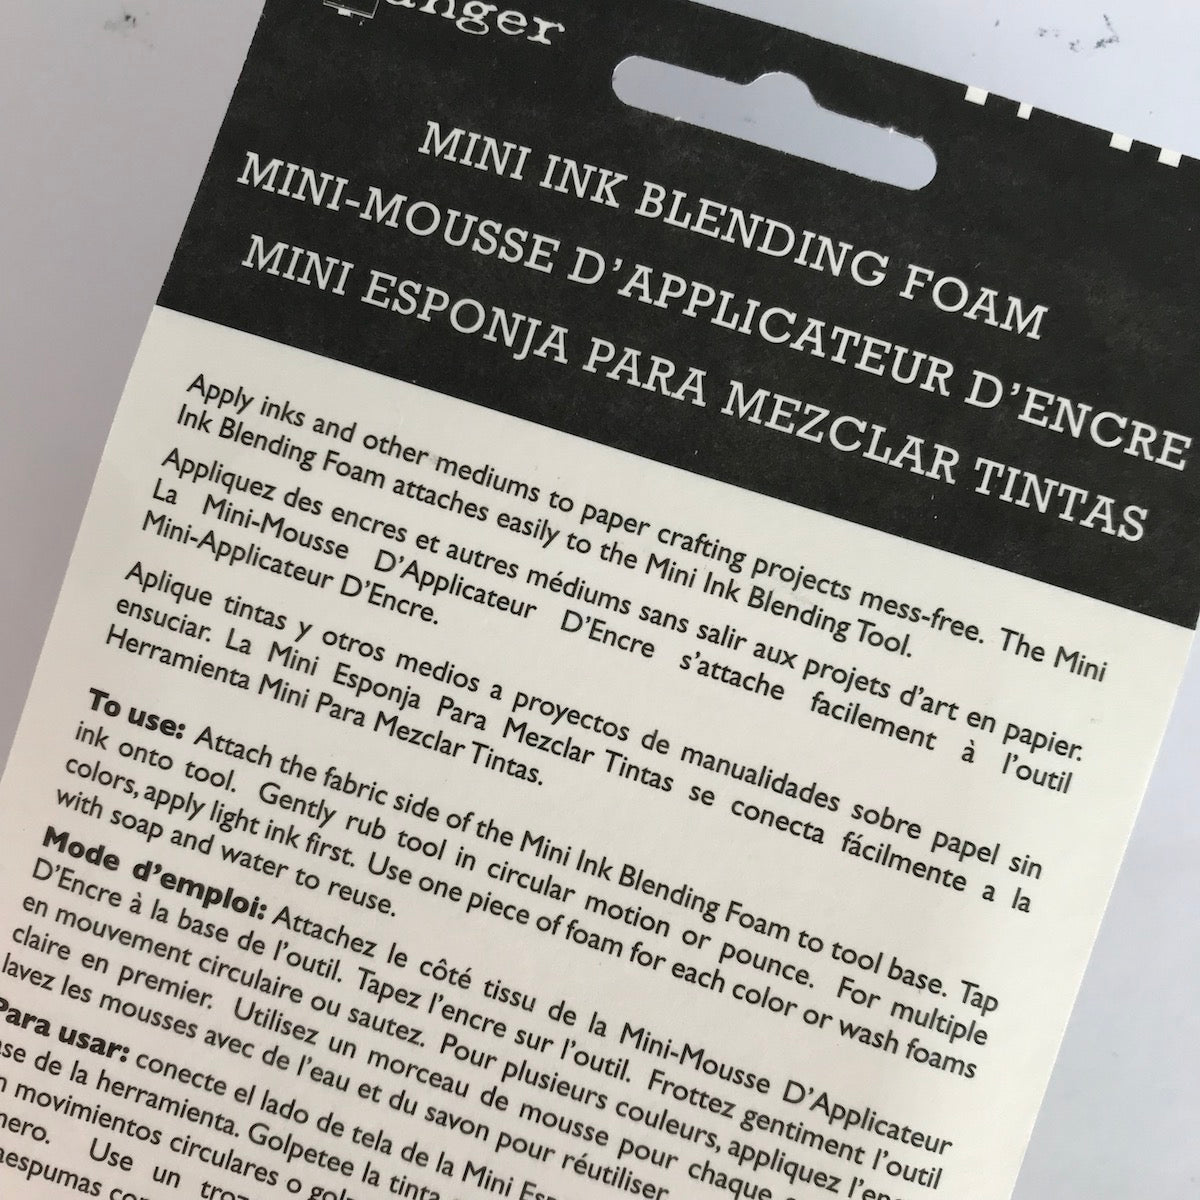 MINI INK BLENDING FOAM
MINI-MOUSSE D'APPLICATEUR D'ENCRE
MINI ESPONJA PARA MEZCLAR TINTAS
Apply inks and other mediums to paper crafting projects mess-free. The Mini
Ink Blending Foam attaches easily to the Mini Ink Blending Tool.
Appliquez des encres et autres médiums sans salir aux projets d'art en papier.
La Mini-Mousse D'Applicateur D'Encre s'attache facilement à l'outil
Mini-Applicateur D'Encre.
Aplique tintas y otros medios a proyectos de manualidades sobre papel sin
ensuciar. La Mini Esponja Para Mezclar Tintas se conecta fácilmente a la
Herramienta Mini Para Mezclar Tintas.
To use: Attach the fabric side of the Mini Ink Blending Foam to tool base. Tap
ink onto tool. Gently rub tool in circular motion or pounce. For multiple
colors, apply light ink first. Use one piece of foam for each color or wash foams
with soap and water to reuse.
Mode d'emploi: Attachez le côté tissu de la Mini-Mousse D'Applicateur
D'Encre à la base de l'outil. Tapez l'encre sur l'outil. Frottez gentiment l'outil
en mouvement circulaire ou sautez. Pour plusieurs couleurs, appliquez
claire en premier. Utilisez un morceau de mousse pour chaque
lavez les mousses avec de l'eau et du savon pour réutiliser
Para usar: conecte el lado de tela de la Mini
de la herramienta. Golpetee la tinta
movimientos circulares o
Use un